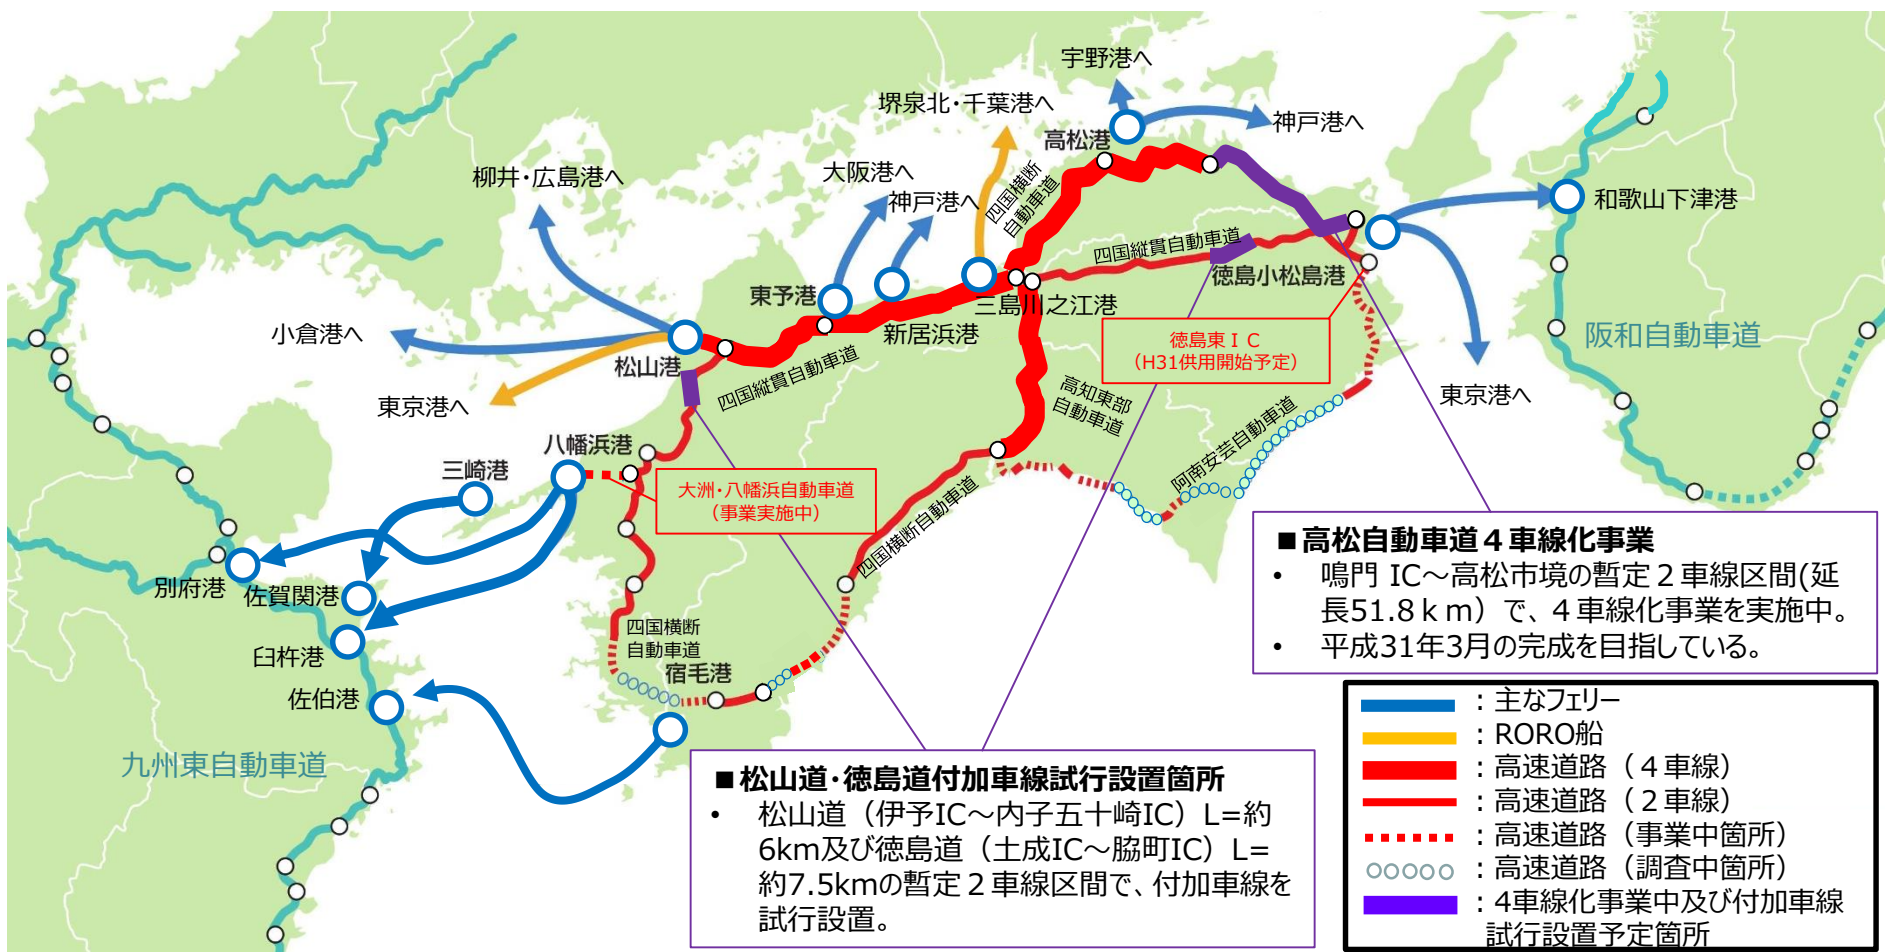 宇野港へ
堺泉北・千葉港へ
神戸港へ
高松港
大阪港へ
柳井・広島港へ
神戸港へ
四国横断
自動車道
和歌山下津港
四国縦貫自動車道
徳島小松島港
東予港
三島川之江港
新居浜港
小倉港へ
松山港
四国縦貫自動車道
徳島東ＩＣ
（H31供用開始予定）
阪和自動車道
東京港へ
東京港へ
高知東部
自動車道
阿南安芸自動車道
八幡浜港
三崎港
大洲・八幡浜自動車道
（事業実施中）
四国横断自動車道
別府港
佐賀関港
臼杵港
四国横断
自動車道
宿毛港
佐伯港
九州東自動車道
■高松自動車道４車線化事業
• 鳴門 IC～高松市境の暫定２車線区間(延
長51.8ｋｍ）で、４車線化事業を実施中。
• 平成31年3月の完成を目指している。
■松山道・徳島道付加車線試行設置箇所
• 松山道（伊予IC～内子五十崎IC）L=約
6km及び徳島道（土成IC～脇町IC）L=
約7.5kmの暫定２車線区間で、付加車線を
試行設置。
：主なフェリー
：RORO船
：高速道路（４車線）
：高速道路（２車線）
：高速道路（事業中箇所）
：高速道路（調査中箇所）
：4車線化事業中及び付加車線
試行設置予定箇所